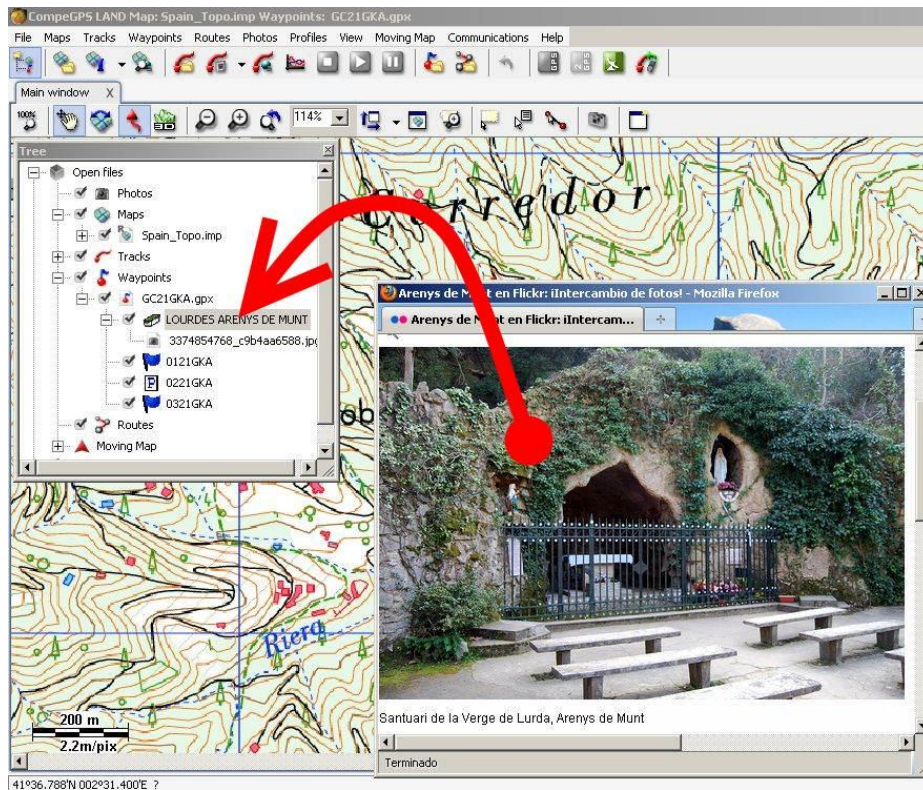 CompeGPS LAND Map: Spain_Topo.imp Waypoints: GC21GKA.gpx
File Maps Tracks Waypoints Routes Photos Profiles View Moving Map Communications Help
Main window X
100%
114%
Tree
Open files
Photos
Maps
Spain_Topo.imp
Tracks
Waypoints
GC21GKA.gpx
LOURDES ARENYS DE MUNT
3374854768_c9b4aa6588.jpg
0121GKA
P 0221GKA
0321GKA
Routes
Moving Map
Corredor
ob
Riera
200 m
2.2m/pix
41°36.788'N 002°31.400'E ?
Arenys de Munt en Flickr: ¡Intercambio de fotos! - Mozilla Firefox
Arenys de Munt en Flickr: ¡Intercam...
Santuari de la Verge de Lurda, Arenys de Munt
Terminado